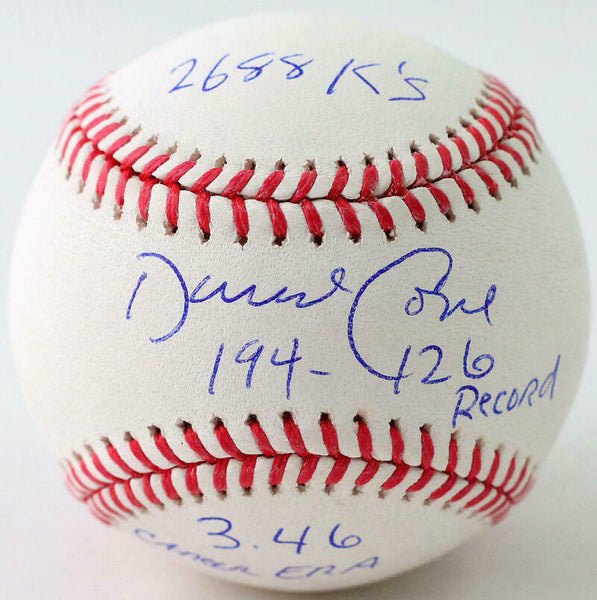 2688 K's
David Cone
194-126
Record
3.46
Career ERA